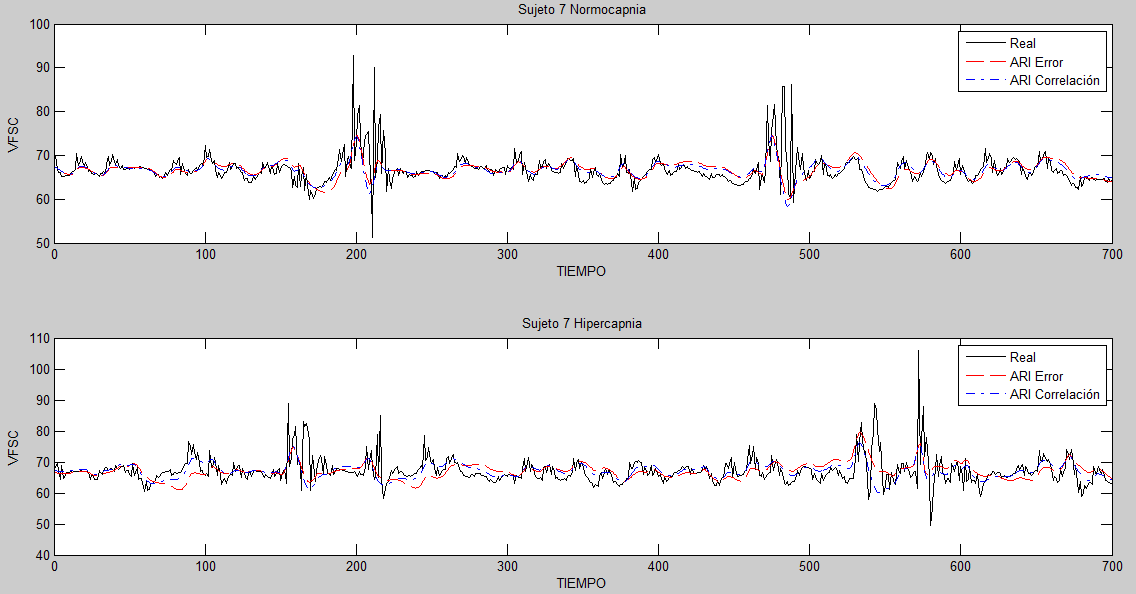 Sujeto 7 Normocapnia
100
90
80
70
60
50
VFSC
0 100 200 300 400 500 600 700
TIEMPO
Real
ARI Error
ARI Correlación
Sujeto 7 Hipercapnia
110
100
90
80
70
60
50
40
VFSC
0 100 200 300 400 500 600 700
TIEMPO
Real
ARI Error
ARI Correlación